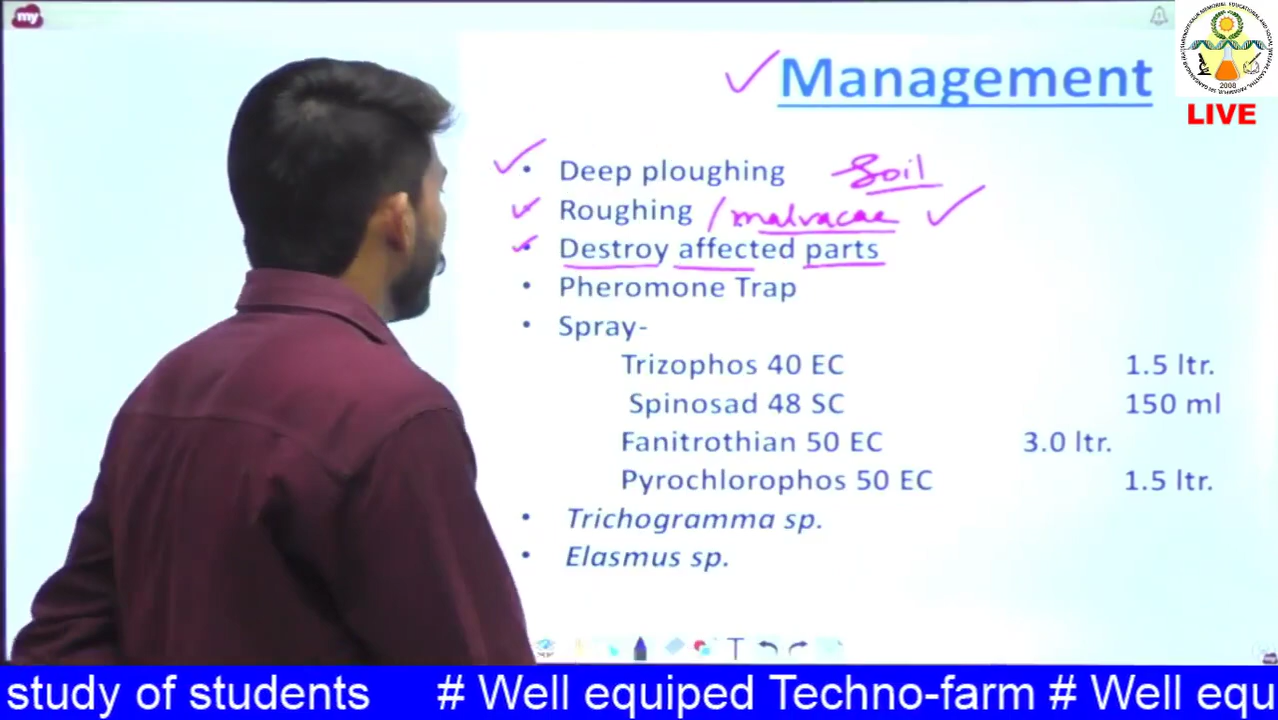 my
Management
2008
LIVE
• Deep ploughing Soil
Roughing / malvacae
• Destroy affected parts
• Pheromone Trap
• Spray-
Trizophos 40 EC 1.5 ltr.
Spinosad 48 SC 150 ml
Fanitrothian 50 EC 3.0 ltr.
Pyrochlorophos 50 EC 1.5 ltr.
• Trichogramma sp.
• Elasmus sp.
T
study of students # Well equiped Techno-farm # Well equ